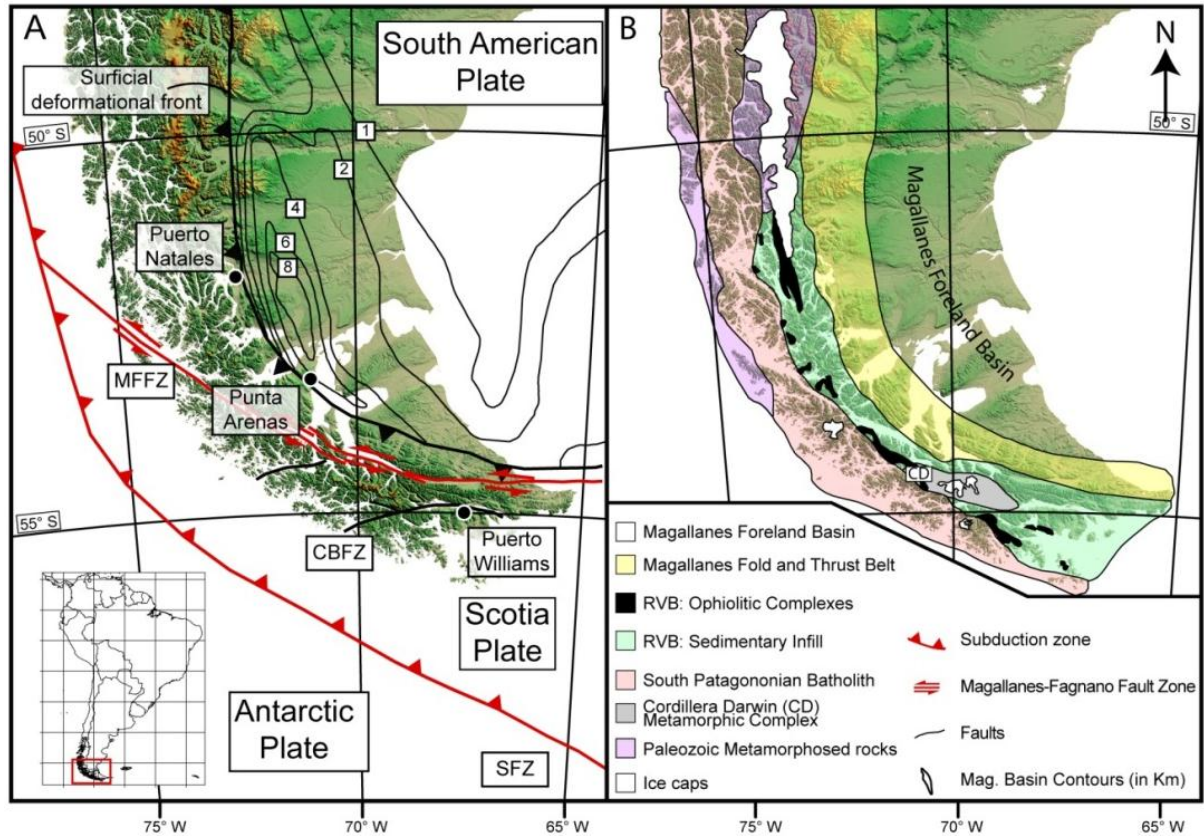 A
South American
Plate
Surficial
deformational front
50° S
1
2
4
6
8
Puerto
Natales
MFFZ
Punta
Arenas
55° S
CBFZ
Puerto
Williams
Scotia
Plate
Antarctic
Plate
SFZ
75° W
70° W
65° W
B
N
50° S
Magallanes Foreland Basin
CD
Magallanes Foreland Basin
Magallanes Fold and Thrust Belt
RVB: Ophiolitic Complexes
RVB: Sedimentary Infill
South Patagononian Batholith
Cordillera Darwin (CD)
Metamorphic Complex
Paleozoic Metamorphosed rocks
Ice caps
Subduction zone
Magallanes-Fagnano Fault Zone
Faults
Mag. Basin Contours (in Km)
75° W
70° W
65° W